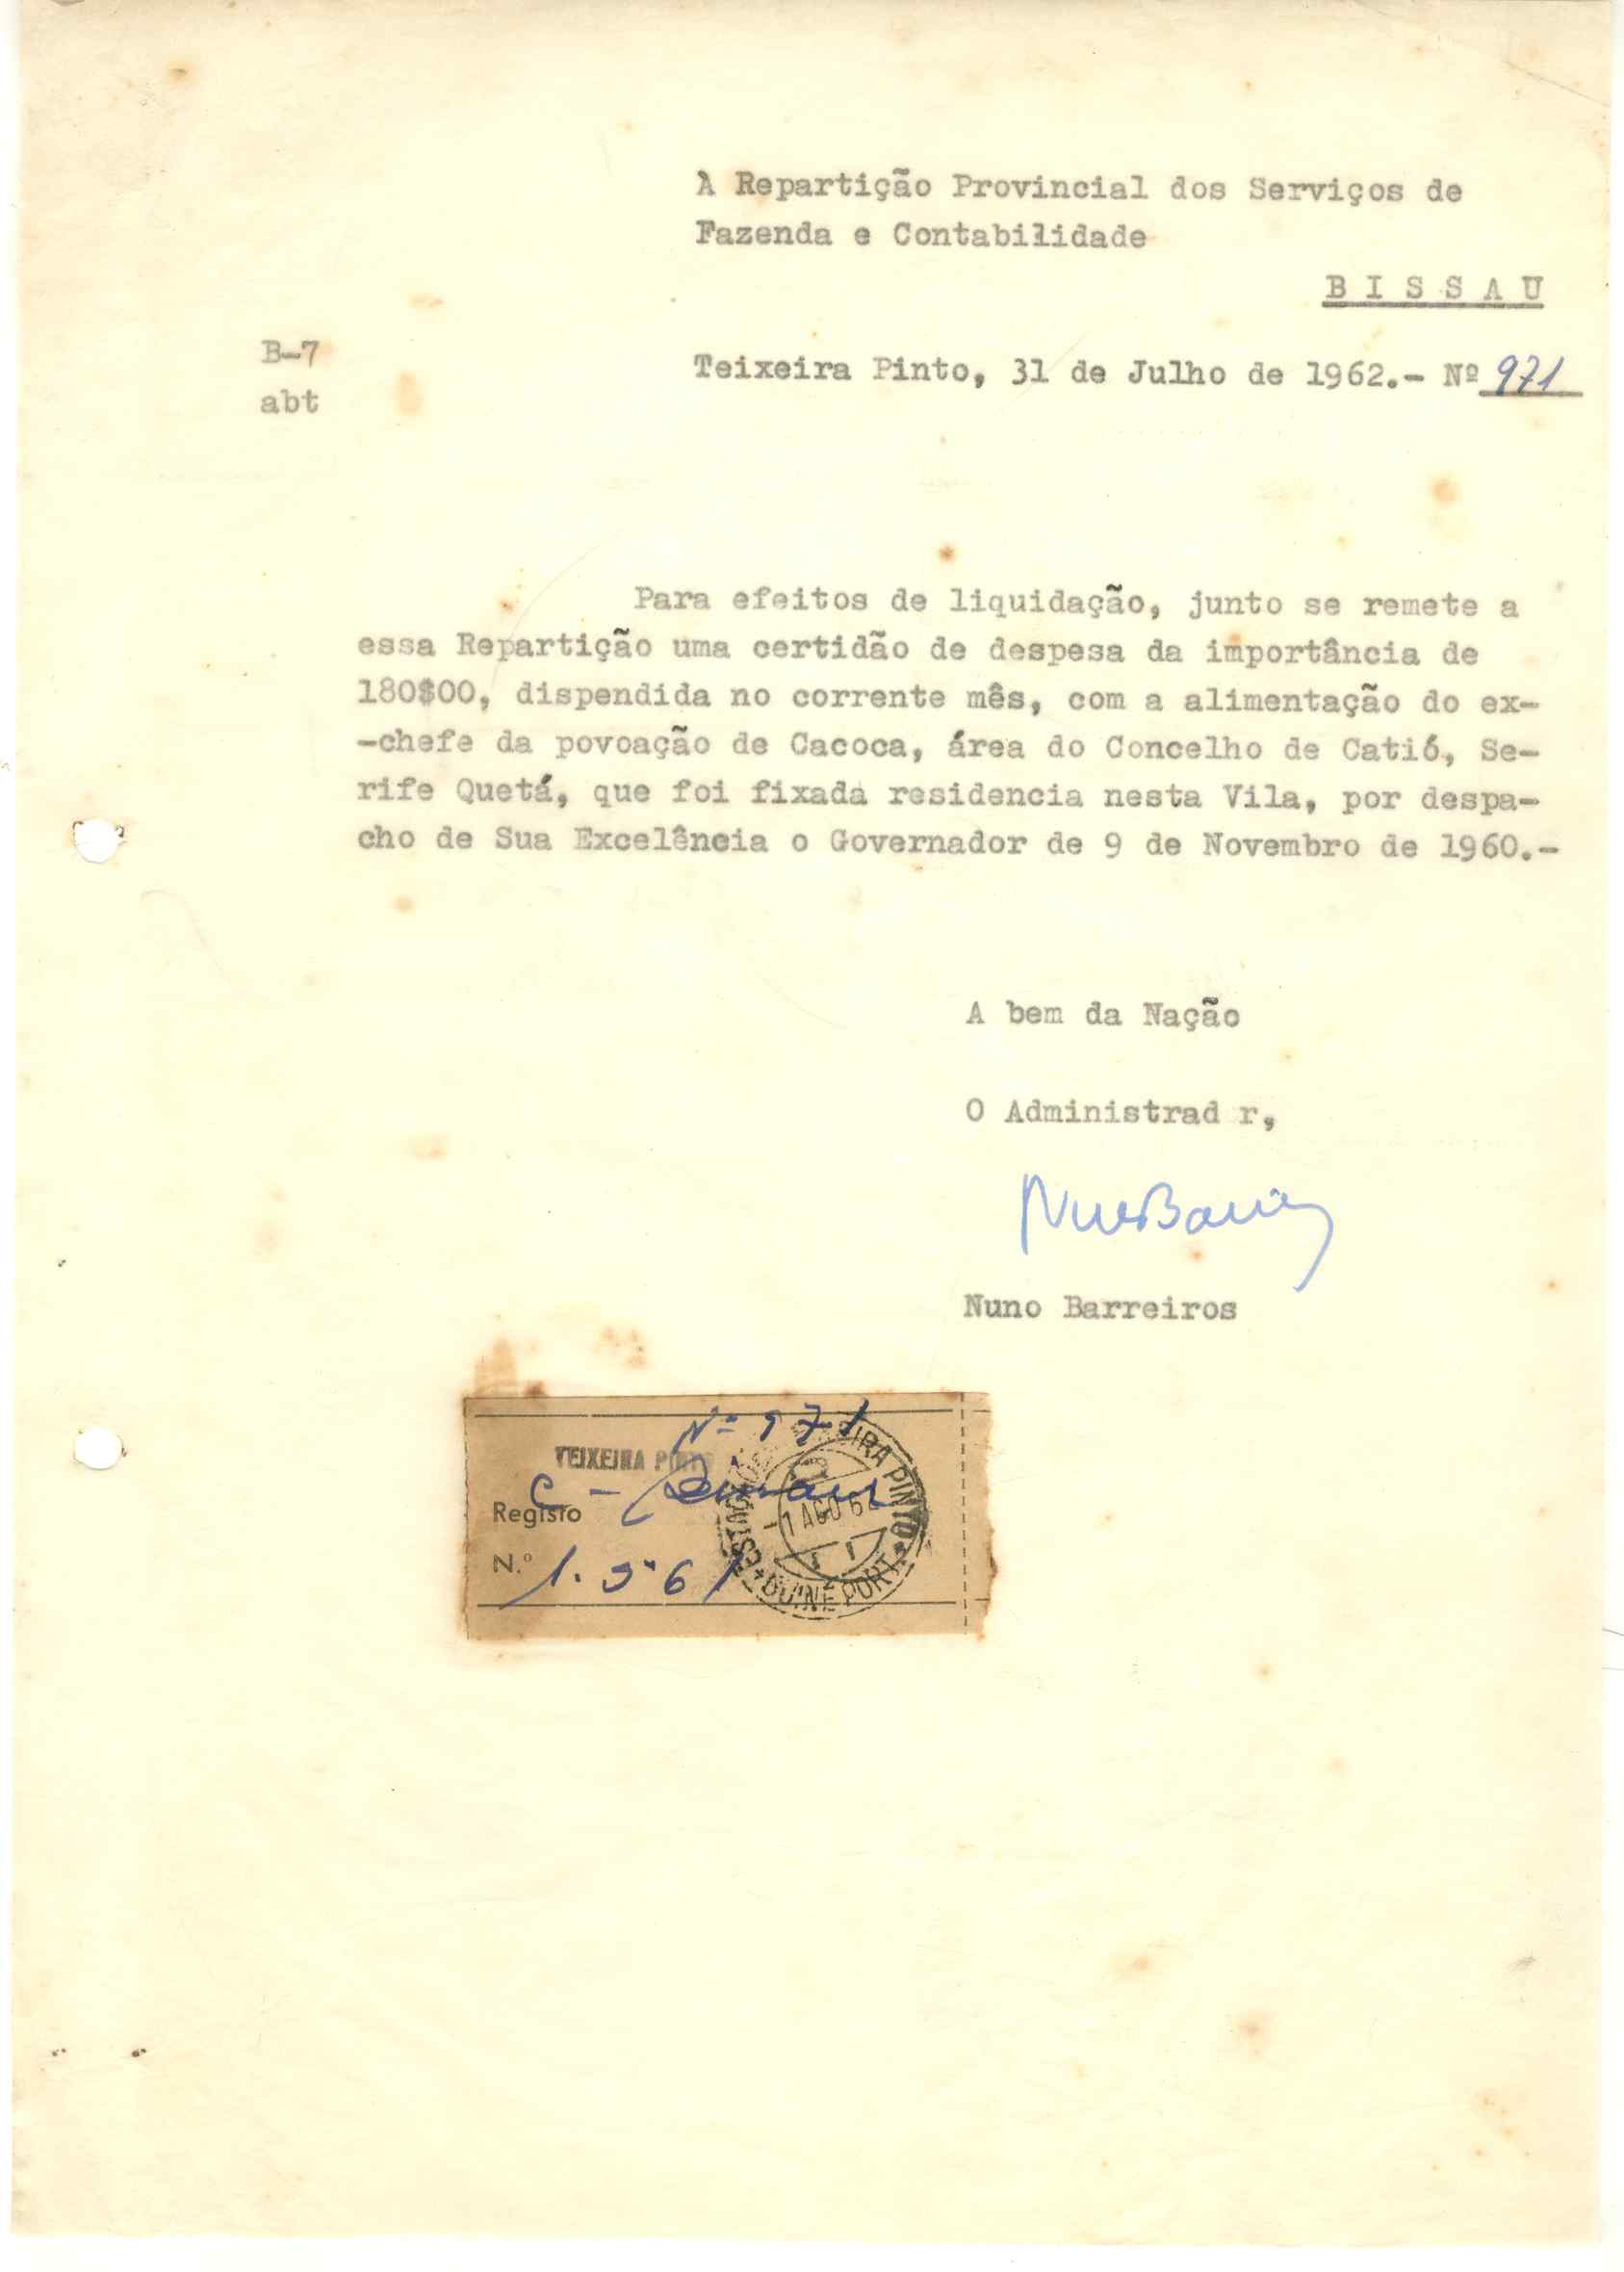 A Repartição Provincial dos Serviços de
Fazenda e Contabilidade
B I S S A U
B-7
abt
Teixeira Pinto, 31 de Julho de 1962.- Nº 971
Para efeitos de liquidação, junto se remete a
essa Repartição uma certidão de despesa da importância de
180$00, dispendida no corrente mês, com a alimentação do ex-
-chefe da povoação de Cacoca, área do Concelho de Catió, Se-
rife Quetá, que foi fixada residencia nesta Vila, por despa-
cho de Sua Excelência o Governador de 9 de Novembro de 1960.-
A bem da Nação
O Administrad r,
Nuno Barreiros
Nº 971
TEIXEIRA PINTO
C -
Registo
N.º
1 AGO 62
GUINÉ PORT.